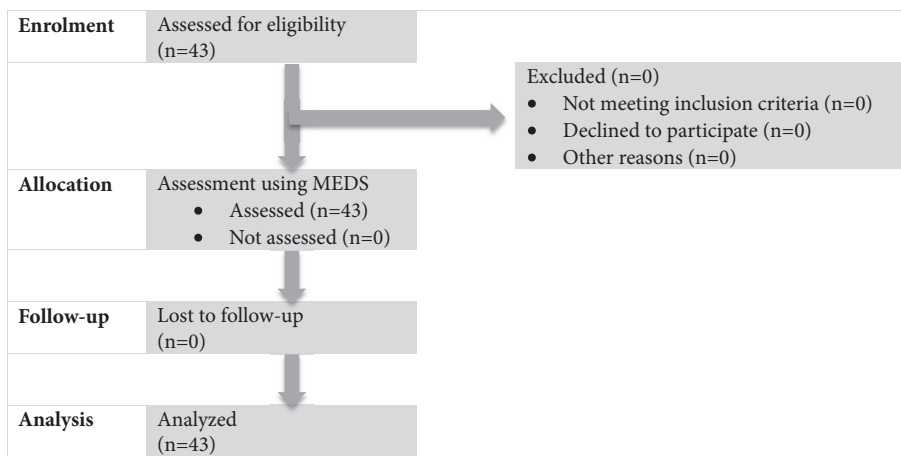 Enrolment
Assessed for eligibility
(n=43)
Excluded (n=0)
• Not meeting inclusion criteria (n=0)
• Declined to participate (n=0)
• Other reasons (n=0)
Allocation
Assessment using MEDS
• Assessed (n=43)
• Not assessed (n=0)
Follow-up
Lost to follow-up
(n=0)
Analysis
Analyzed
(n=43)